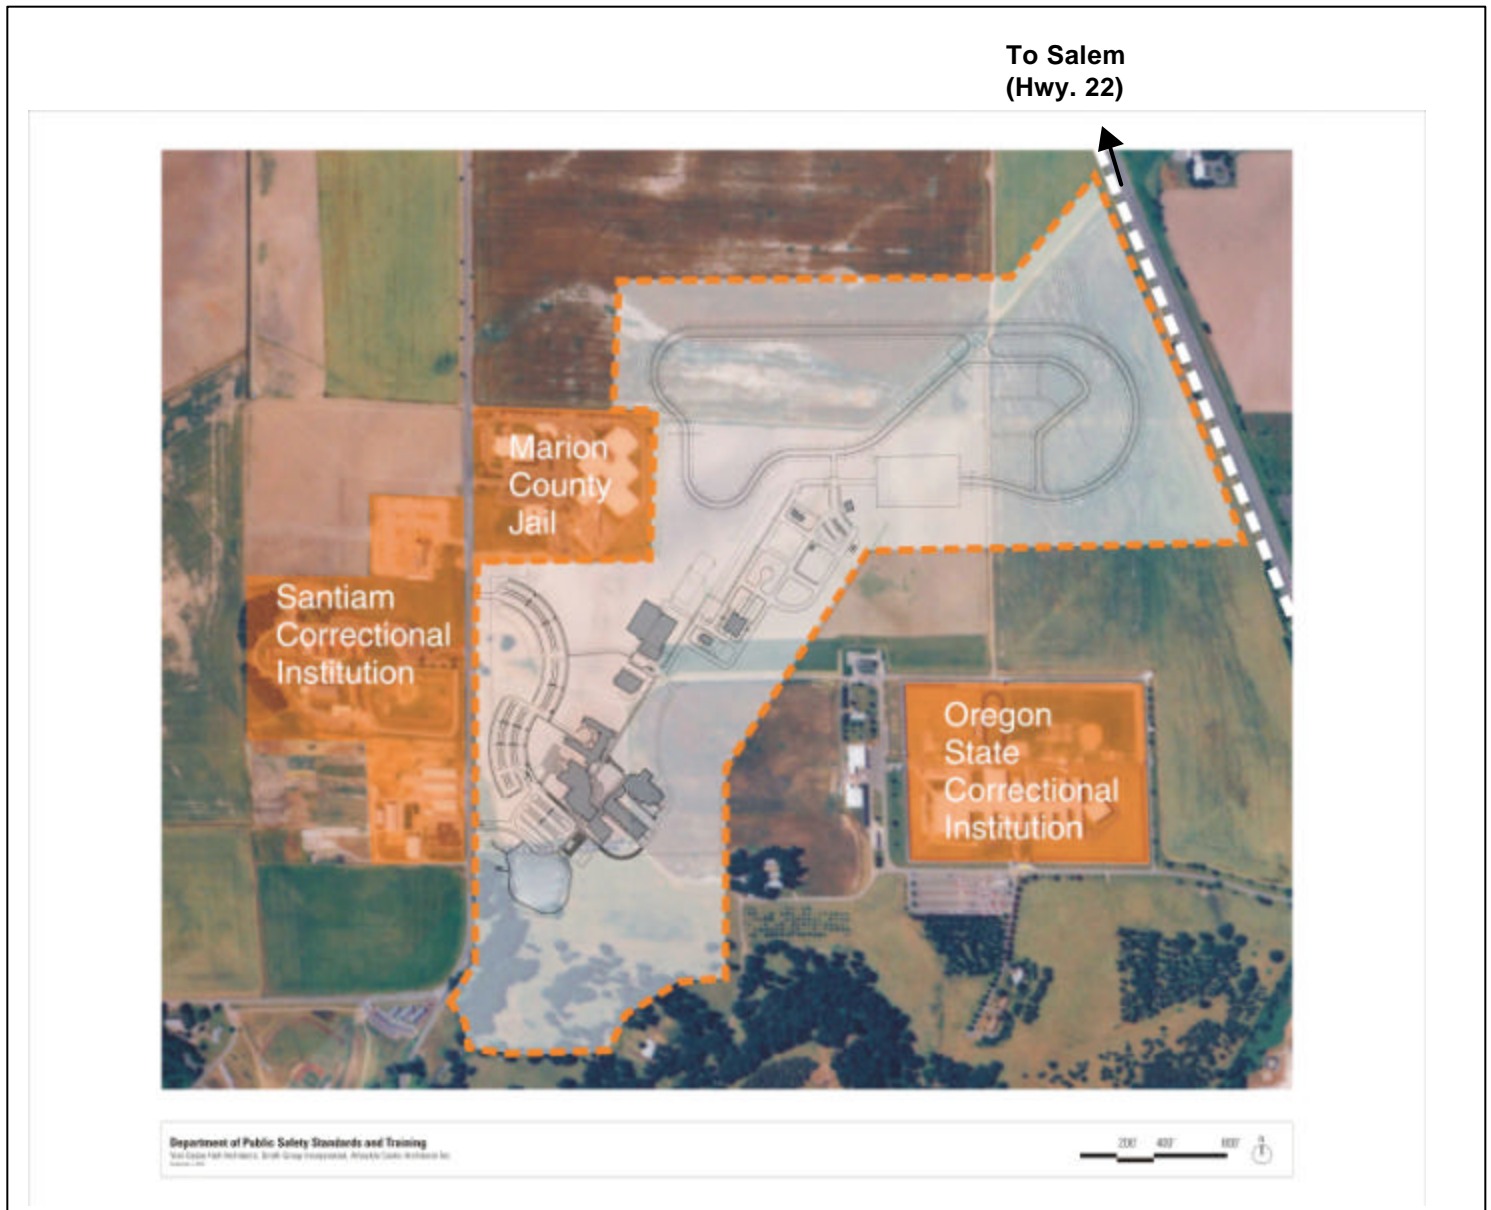 To Salem
(Hwy. 22)
Marion
County
Jail
Santiam
Correctional
Institution
Oregon
State
Correctional
Institution
Department of Public Safety Standards and Training
200' 400' 800'
N